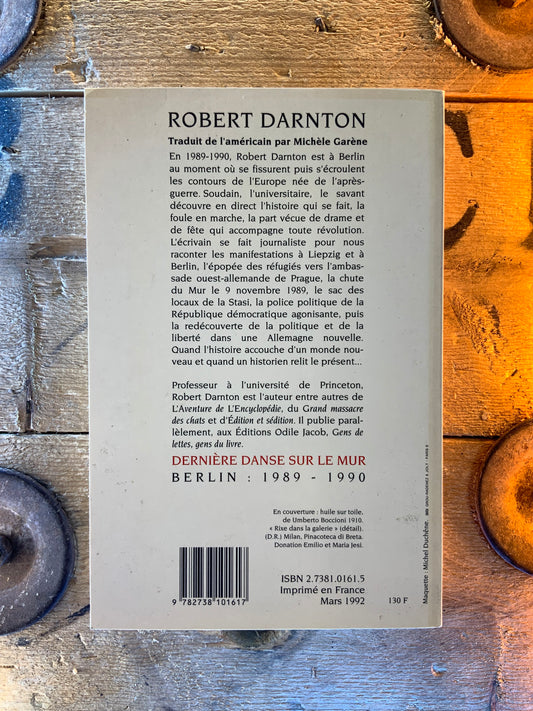 ROBERT DARNTON
Traduit de l'américain par Michèle Garène
En 1989-1990, Robert Darnton est à Berlin
au moment où se fissurent puis s'écroulent
les contours de l'Europe née de l'après-
guerre. Soudain, l'universitaire, le savant
découvre en direct l'histoire qui se fait, la
foule en marche, la part vécue de drame et
de fête qui accompagne toute révolution.
L'écrivain se fait journaliste pour nous
raconter les manifestations à Liepzig et à
Berlin, l'épopée des réfugiés vers l'ambas-
sade ouest-allemande de Prague, la chute
du Mur le 9 novembre 1989, le sac des
locaux de la Stasi, la police politique de la
République démocratique agonisante, puis
la redécouverte de la politique et de la
liberté dans une Allemagne nouvelle.
Quand l'histoire accouche d'un monde nou-
veau et quand un historien relit le présent...
Professeur à l'université de Princeton,
Robert Darnton est l'auteur entre autres de
L'Aventure de L'Encyclopédie, du Grand massacre
des chats et d'Édition et sédition. Il publie paral-
lèlement, aux Éditions Odile Jacob, Gens de
lettres, gens du livre.
DERNIÈRE DANSE SUR LE MUR
BERLIN : 1989 - 1990
En couverture : huile sur toile,
de Umberto Boccioni 1910.
« Rise dans la galerie » (détail).
(D.R.) Milan, Pinacoteca di Breta.
Donation Emilio et Maria Jesi.
ISBN 2.7381.0161.5
Imprimé en France
Mars 1992
130 F
9 782738 101617
Maquette : Michel Duchêne.